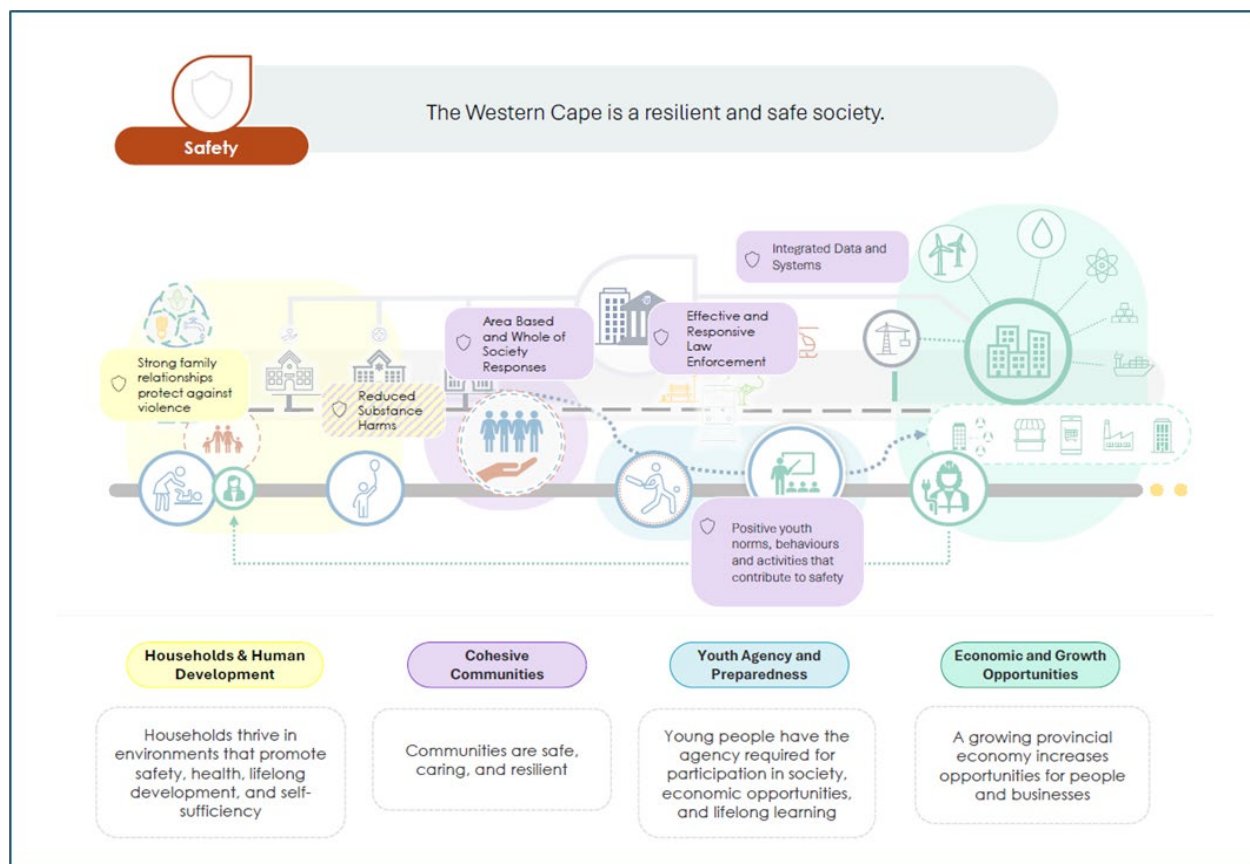 The Western Cape is a resilient and safe society.
Safety
Integrated Data and
Systems
Area Based
and Whole of
Society
Responses
Effective and
Responsive
Law
Enforcement
Strong family
relationships
protect against
violence
Reduced
Substance
Harms
Positive youth
norms, behaviours
and activities that
contribute to safety
Households & Human
Development
Households thrive in
environments that promote
safety, health, lifelong
development, and self-
sufficiency
Cohesive
Communities
Communities are safe,
caring, and resilient
Youth Agency and
Preparedness
Young people have the
agency required for
participation in society,
economic opportunities,
and lifelong learning
Economic and Growth
Opportunities
A growing provincial
economy increases
opportunities for people
and businesses